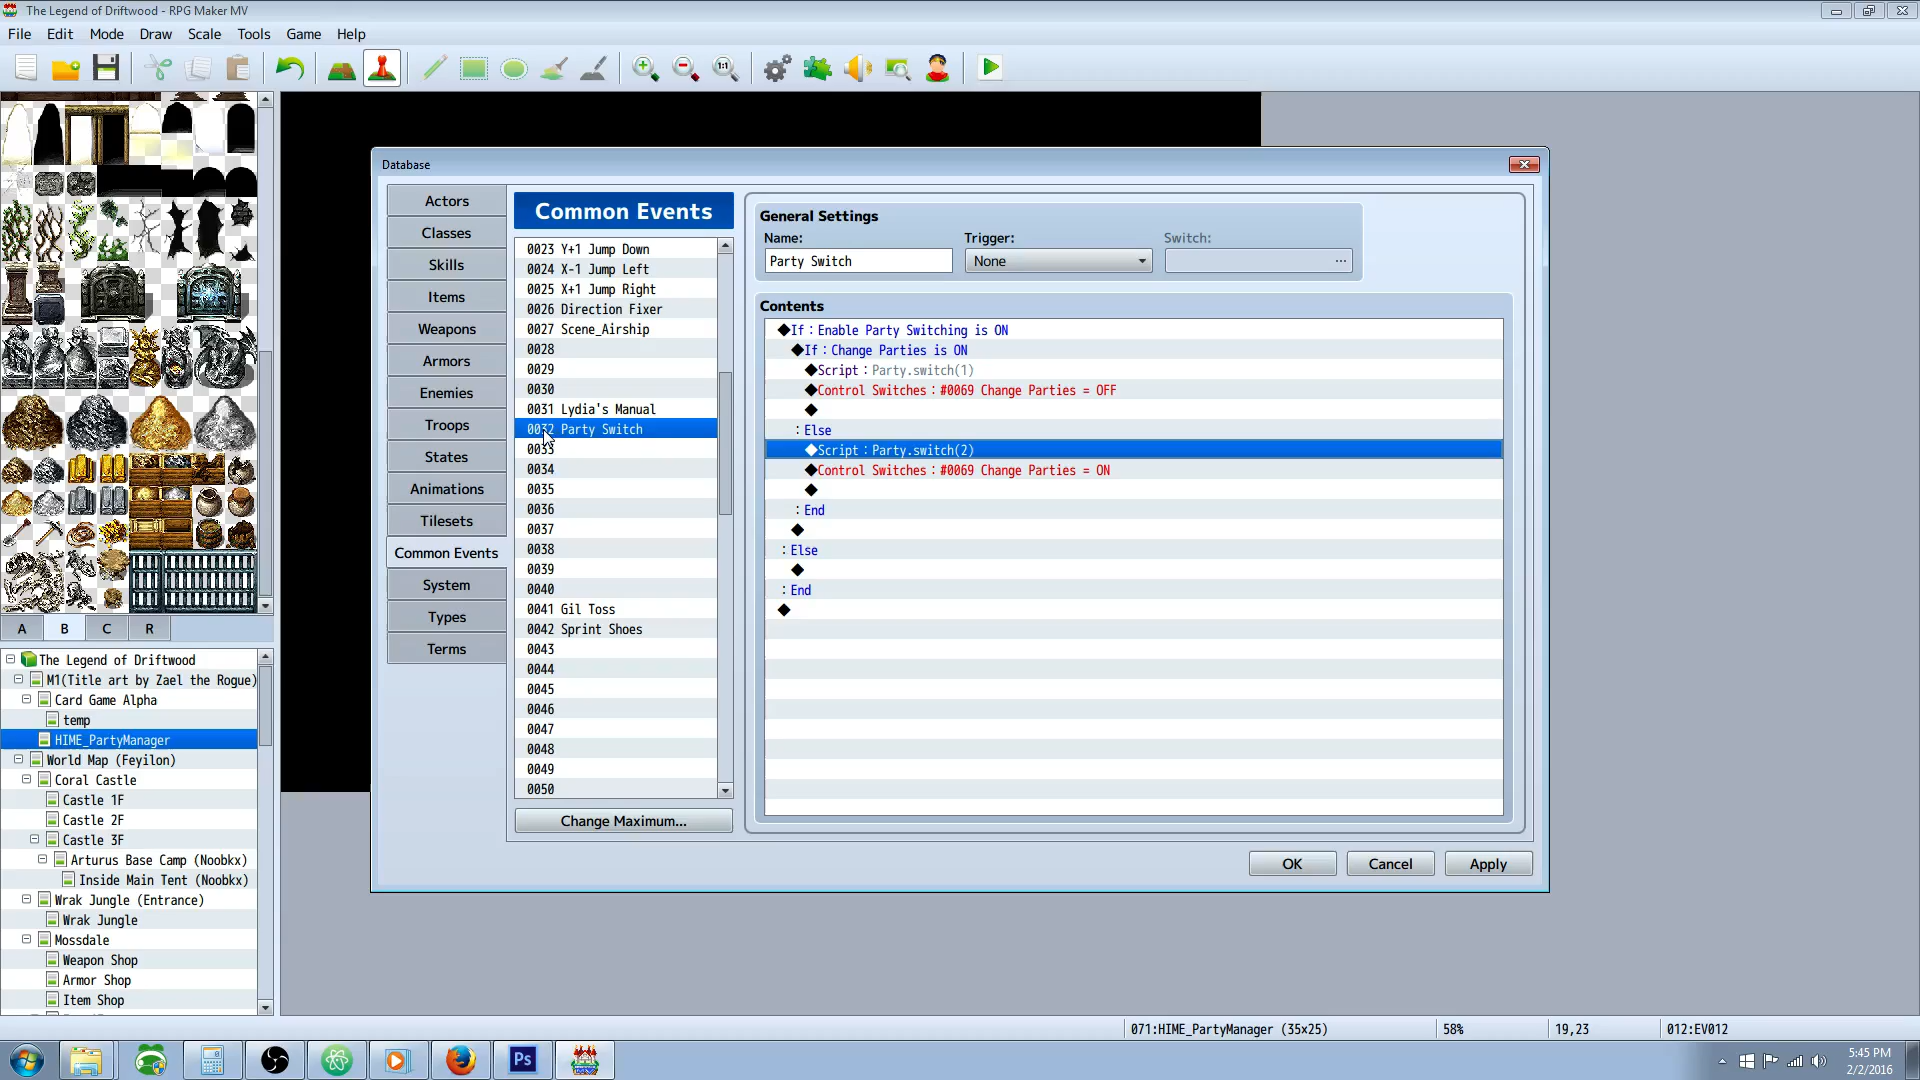 The Legend of Driftwood - RPG Maker MV
File Edit Mode Draw Scale Tools Game Help
1:1
A B C R
The Legend of Driftwood
M1(Title art by Zael the Rogue)
Card Game Alpha
temp
HIME_PartyManager
World Map (Feyilon)
Coral Castle
Castle 1F
Castle 2F
Castle 3F
Arturus Base Camp (Noobkx)
Inside Main Tent (Noobkx)
Wrak Jungle (Entrance)
Wrak Jungle
Mossdale
Weapon Shop
Armor Shop
Item Shop
Database
Actors
Classes
Skills
Items
Weapons
Armors
Enemies
Troops
States
Animations
Tilesets
Common Events
System
Types
Terms
Common Events
0023 Y+1 Jump Down
0024 X-1 Jump Left
0025 X+1 Jump Right
0026 Direction Fixer
0027 Scene_Airship
0028
0029
0030
0031 Lydia's Manual
0032 Party Switch
0033
0034
0035
0036
0037
0038
0039
0040
0041 Gil Toss
0042 Sprint Shoes
0043
0044
0045
0046
0047
0048
0049
0050
Change Maximum...
General Settings
Name: Trigger: Switch:
Party Switch None ...
Contents
◆If : Enable Party Switching is ON
◆If : Change Parties is ON
◆Script : Party.switch(1)
◆Control Switches : #0069 Change Parties = OFF
◆
: Else
◆Script : Party.switch(2)
◆Control Switches : #0069 Change Parties = ON
◆
: End
◆
: Else
◆
: End
◆
OK Cancel Apply
071:HIME_PartyManager (35x25) 58% 19,23 012:EV012
Ps
5:45 PM
2/2/2016